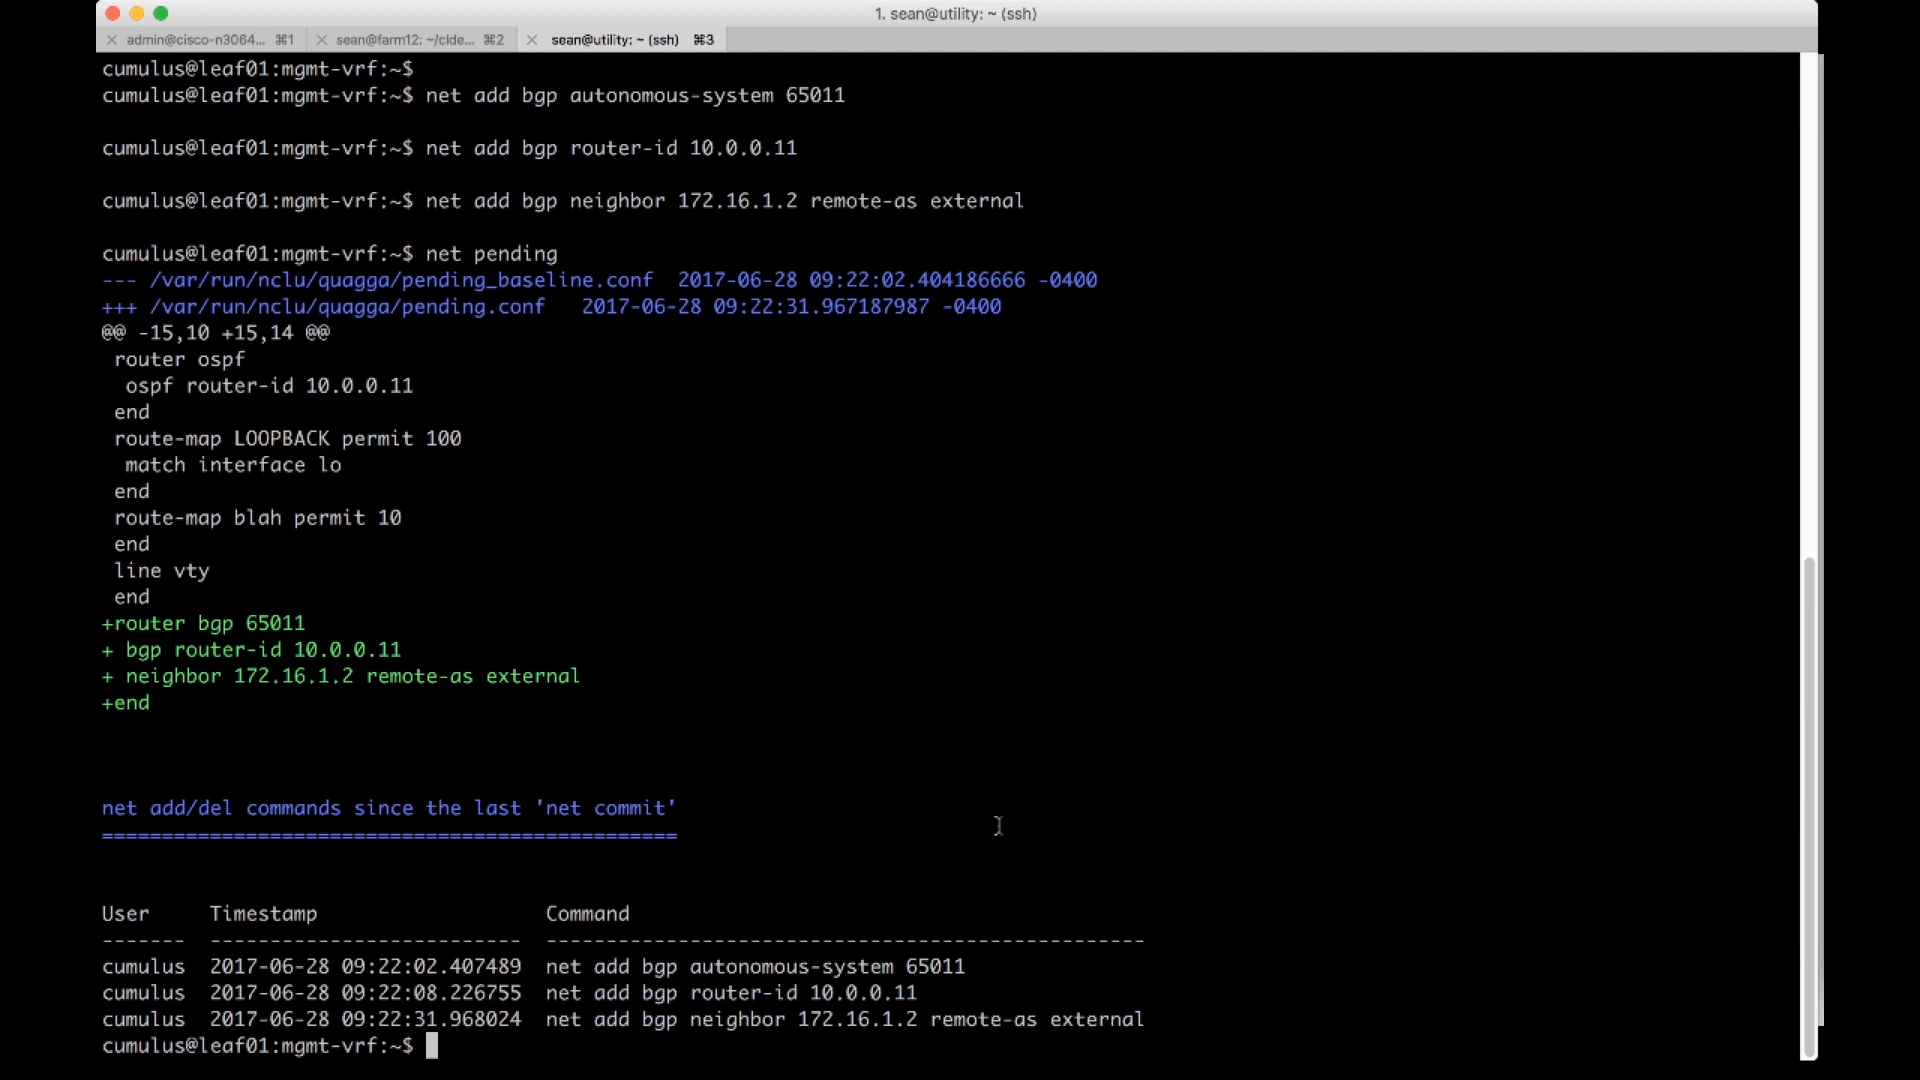 1. sean@utility: ~ (ssh)
admin@cisco-n3064... ⌘1 sean@farm12: ~/clde... ⌘2 sean@utility: ~ (ssh) ⌘3
cumulus@leaf01:mgmt-vrf:~$
cumulus@leaf01:mgmt-vrf:~$ net add bgp autonomous-system 65011
cumulus@leaf01:mgmt-vrf:~$ net add bgp router-id 10.0.0.11
cumulus@leaf01:mgmt-vrf:~$ net add bgp neighbor 172.16.1.2 remote-as external
cumulus@leaf01:mgmt-vrf:~$ net pending
--- /var/run/nclu/quagga/pending_baseline.conf  2017-06-28 09:22:02.404186666 -0400
+++ /var/run/nclu/quagga/pending.conf   2017-06-28 09:22:31.967187987 -0400
@@ -15,10 +15,14 @@
 router ospf
  ospf router-id 10.0.0.11
 end
 route-map LOOPBACK permit 100
  match interface lo
 end
 route-map blah permit 10
 end
 line vty
 end
+router bgp 65011
+ bgp router-id 10.0.0.11
+ neighbor 172.16.1.2 remote-as external
+end
net add/del commands since the last 'net commit'
================================================
User     Timestamp                   Command
-------  --------------------------  --------------------------------------------------
cumulus  2017-06-28 09:22:02.407489  net add bgp autonomous-system 65011
cumulus  2017-06-28 09:22:08.226755  net add bgp router-id 10.0.0.11
cumulus  2017-06-28 09:22:31.968024  net add bgp neighbor 172.16.1.2 remote-as external
cumulus@leaf01:mgmt-vrf:~$